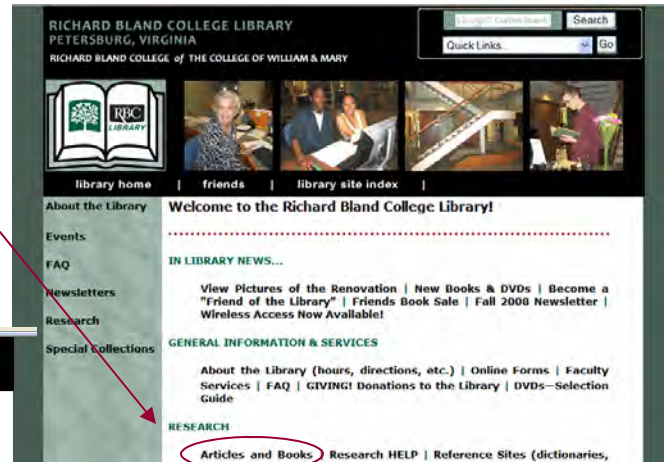 RICHARD BLAND COLLEGE LIBRARY
PETERSBURG, VIRGINIA
RICHARD BLAND COLLEGE of THE COLLEGE OF WILLIAM & MARY
Search
Quick Links...
Go
RBC
LIBRARY
library home | friends | library site index |
About the Library
Events
FAQ
Newsletters
Research
Special Collections
Welcome to the Richard Bland College Library!
IN LIBRARY NEWS...
View Pictures of the Renovation | New Books & DVDs | Become a
"Friend of the Library" | Friends Book Sale | Fall 2008 Newsletter |
Wireless Access Now Available!
GENERAL INFORMATION & SERVICES
About the Library (hours, directions, etc.) | Online Forms | Faculty
Services | FAQ | GIVING! Donations to the Library | DVDs—Selection
Guide
RESEARCH
Articles and Books Research HELP | Reference Sites (dictionaries,